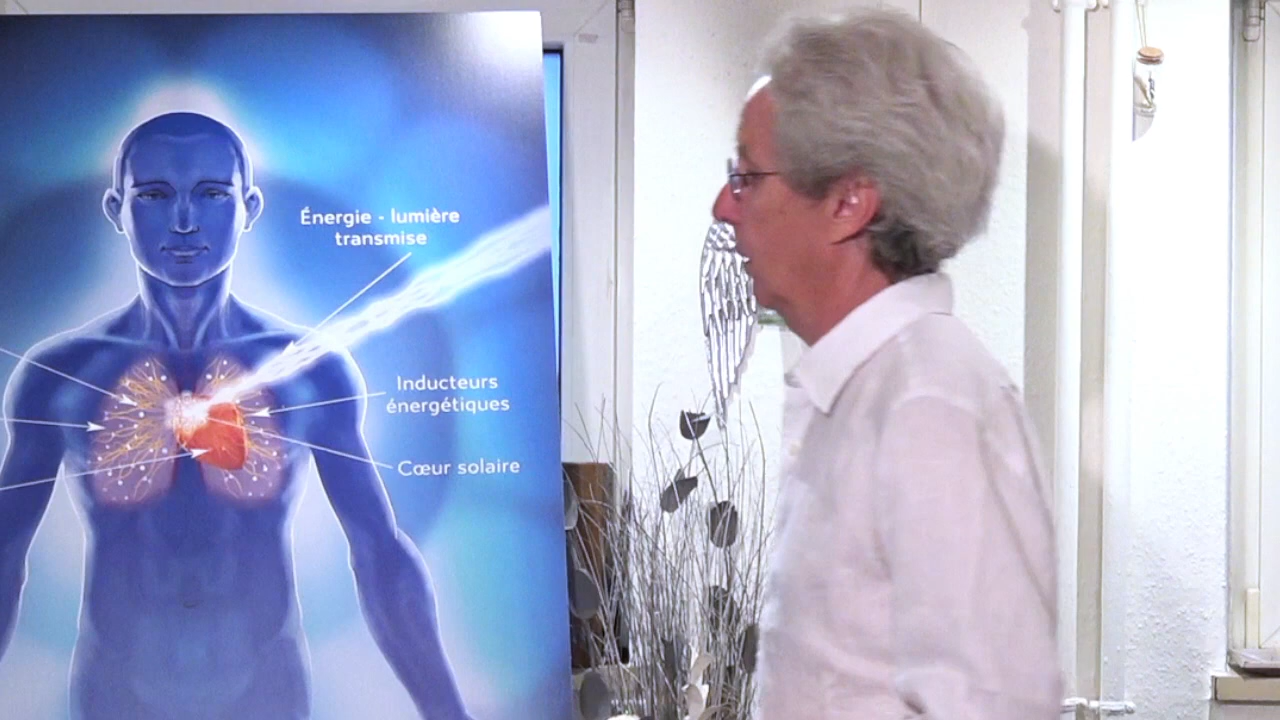 Énergie - lumière
transmise
Inducteurs
énergétiques
Cœur solaire